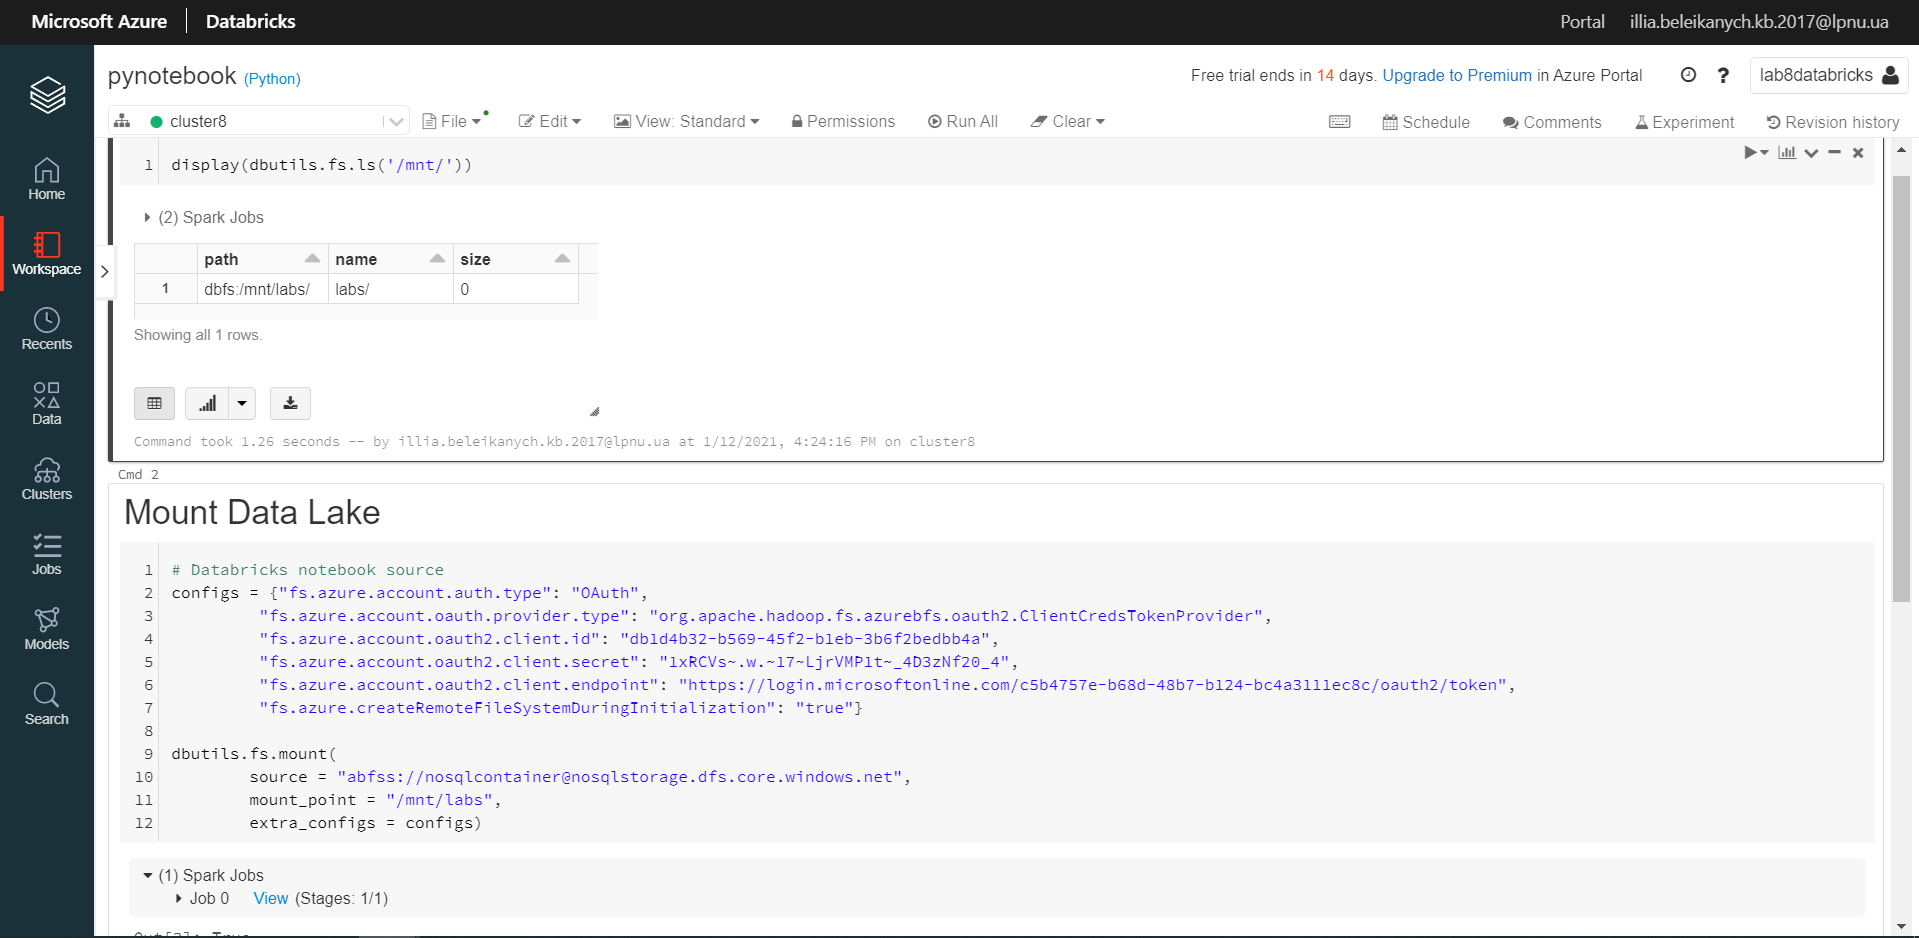 Microsoft Azure | Databricks Portal illia.beleikanych.kb.2017@lpnu.ua
pynotebook (Python) Free trial ends in 14 days. Upgrade to Premium in Azure Portal ? lab8databricks
cluster8 File Edit View: Standard Permissions Run All Clear Schedule Comments Experiment Revision history
Home
Workspace
Recents
Data
Clusters
Jobs
Models
Search
1 display(dbutils.fs.ls('/mnt/'))
(2) Spark Jobs
path name size
1 dbfs:/mnt/labs/ labs/ 0
Showing all 1 rows.
Command took 1.26 seconds -- by illia.beleikanych.kb.2017@lpnu.ua at 1/12/2021, 4:24:16 PM on cluster8
Cmd 2
Mount Data Lake
1 # Databricks notebook source
2 configs = {"fs.azure.account.auth.type": "OAuth",
3 "fs.azure.account.oauth.provider.type": "org.apache.hadoop.fs.azurebfs.oauth2.ClientCredsTokenProvider",
4 "fs.azure.account.oauth2.client.id": "db1d4b32-b569-45f2-b1eb-3b6f2bedbb4a",
5 "fs.azure.account.oauth2.client.secret": "1xRCVs~.w.~17~LjrVMP1t~_4D3zNf20_4",
6 "fs.azure.account.oauth2.client.endpoint": "https://login.microsoftonline.com/c5b4757e-b68d-48b7-b124-bc4a3111ec8c/oauth2/token",
7 "fs.azure.createRemoteFileSystemDuringInitialization": "true"}
8
9 dbutils.fs.mount(
10 source = "abfss://nosqlcontainer@nosqlstorage.dfs.core.windows.net",
11 mount_point = "/mnt/labs",
12 extra_configs = configs)
(1) Spark Jobs
Job 0 View (Stages: 1/1)